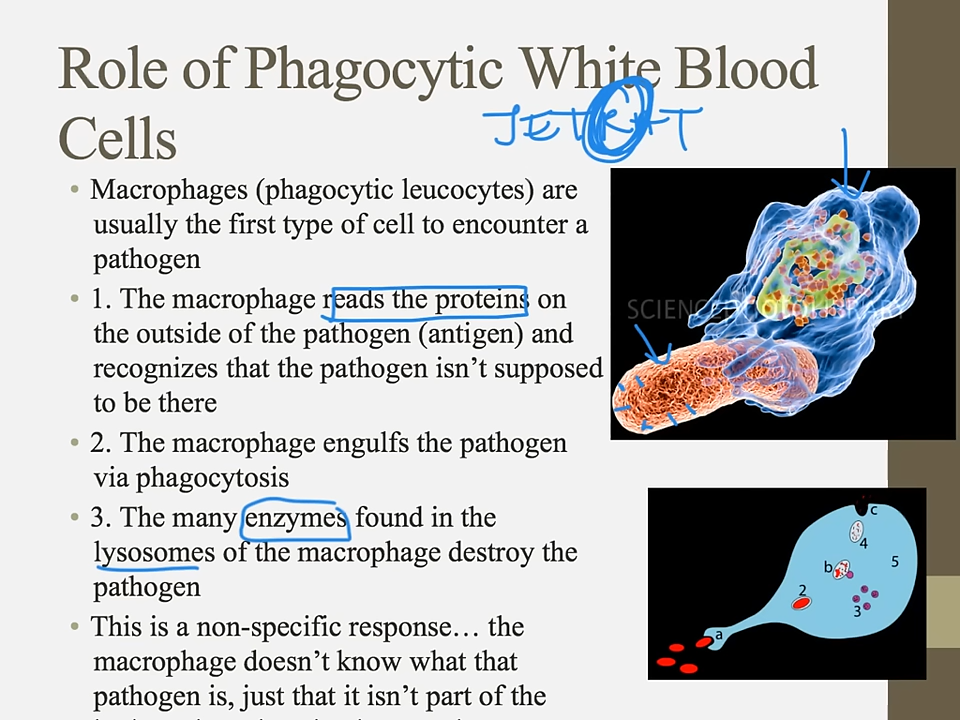 Role of Phagocytic White Blood
Cells
• Macrophages (phagocytic leucocytes) are
usually the first type of cell to encounter a
pathogen
• 1. The macrophage reads the proteins on
the outside of the pathogen (antigen) and
recognizes that the pathogen isn’t supposed
to be there
• 2. The macrophage engulfs the pathogen
via phagocytosis
• 3. The many enzymes found in the
lysosomes of the macrophage destroy the
pathogen
• This is a non-specific response… the
macrophage doesn’t know what that
pathogen is, just that it isn’t part of the
SCIENCE
LIBRARY
c
4
5
b
2
3
a